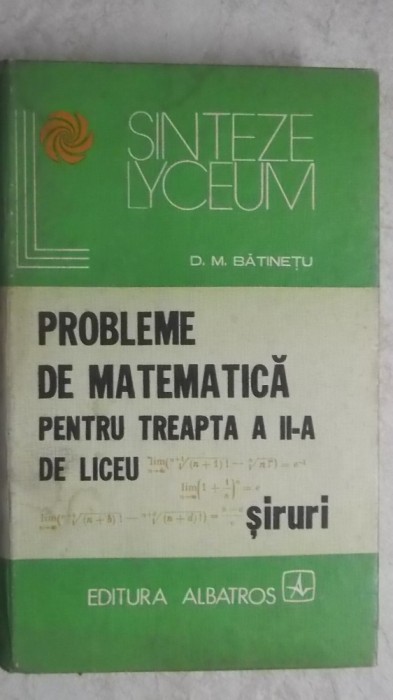 SINTEZE
LYCEUM
D. M. BĂTINEȚU
PROBLEME
DE MATEMATICĂ
PENTRU TREAPTA A II-A
DE LICEU
șiruri
EDITURA ALBATROS